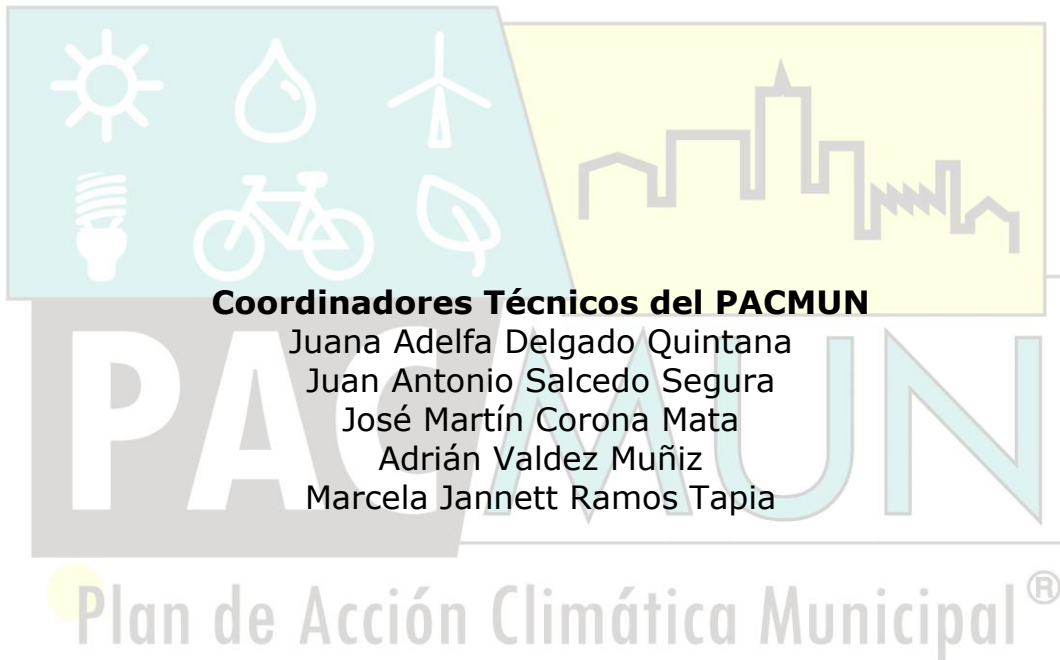 Coordinadores Técnicos del PACMUN
Juana Adelfa Delgado Quintana
Juan Antonio Salcedo Segura
José Martín Corona Mata
Adrián Valdez Muñiz
Marcela Jannett Ramos Tapia
PACMUN
Plan de Acción Climática Municipal ®